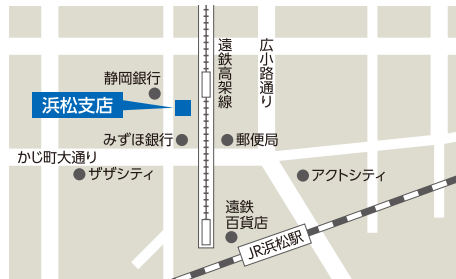 静岡銀行
浜松支店
遠鉄高架線
広小路通り
みずほ銀行
郵便局
かじ町大通り
ザザシティ
アクトシティ
遠鉄
百貨店
JR浜松駅